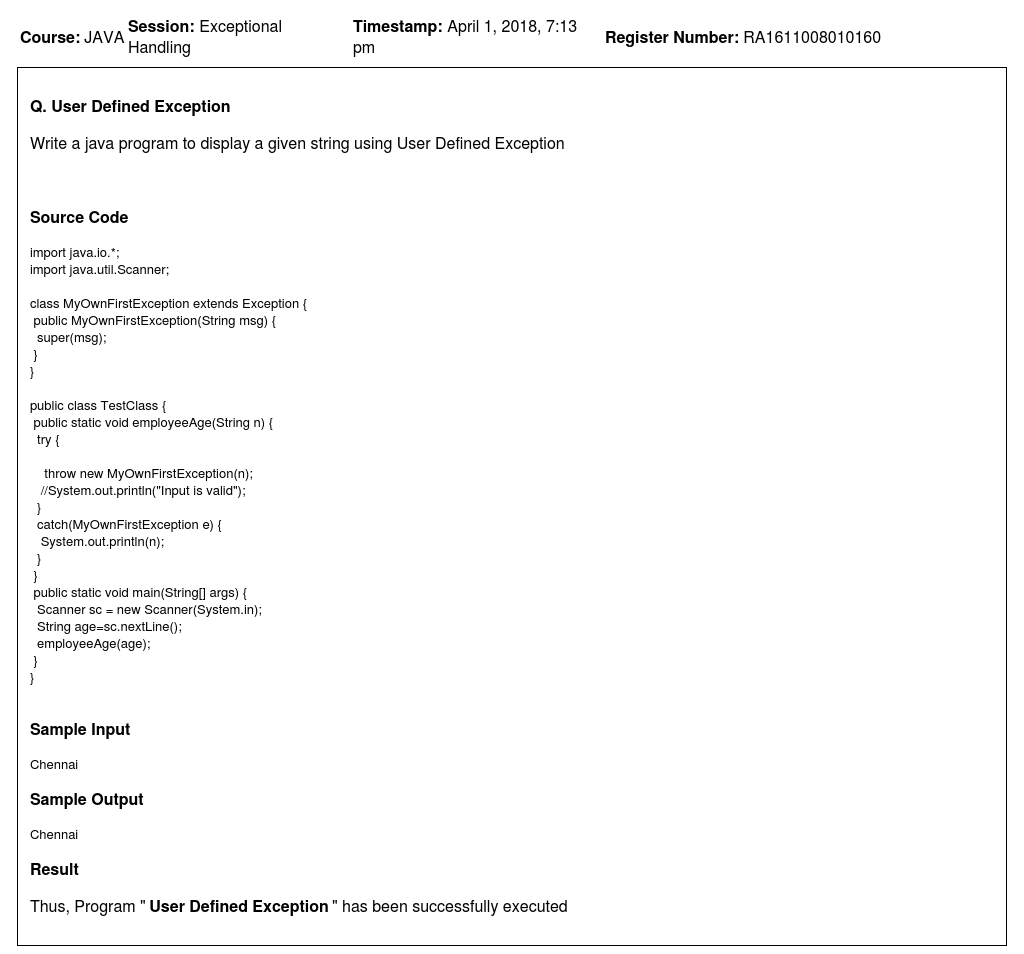 Course: JAVA Session: Exceptional Handling Timestamp: April 1, 2018, 7:13 pm Register Number: RA1611008010160
Q. User Defined Exception
Write a java program to display a given string using User Defined Exception
Source Code
import java.io.*;
import java.util.Scanner;
class MyOwnFirstException extends Exception {
public MyOwnFirstException(String msg) {
super(msg);
}
}
public class TestClass {
public static void employeeAge(String n) {
try {
throw new MyOwnFirstException(n);
//System.out.println("Input is valid");
}
catch(MyOwnFirstException e) {
System.out.println(n);
}
}
public static void main(String[] args) {
Scanner sc = new Scanner(System.in);
String age=sc.nextLine();
employeeAge(age);
}
}
Sample Input
Chennai
Sample Output
Chennai
Result
Thus, Program " User Defined Exception " has been successfully executed